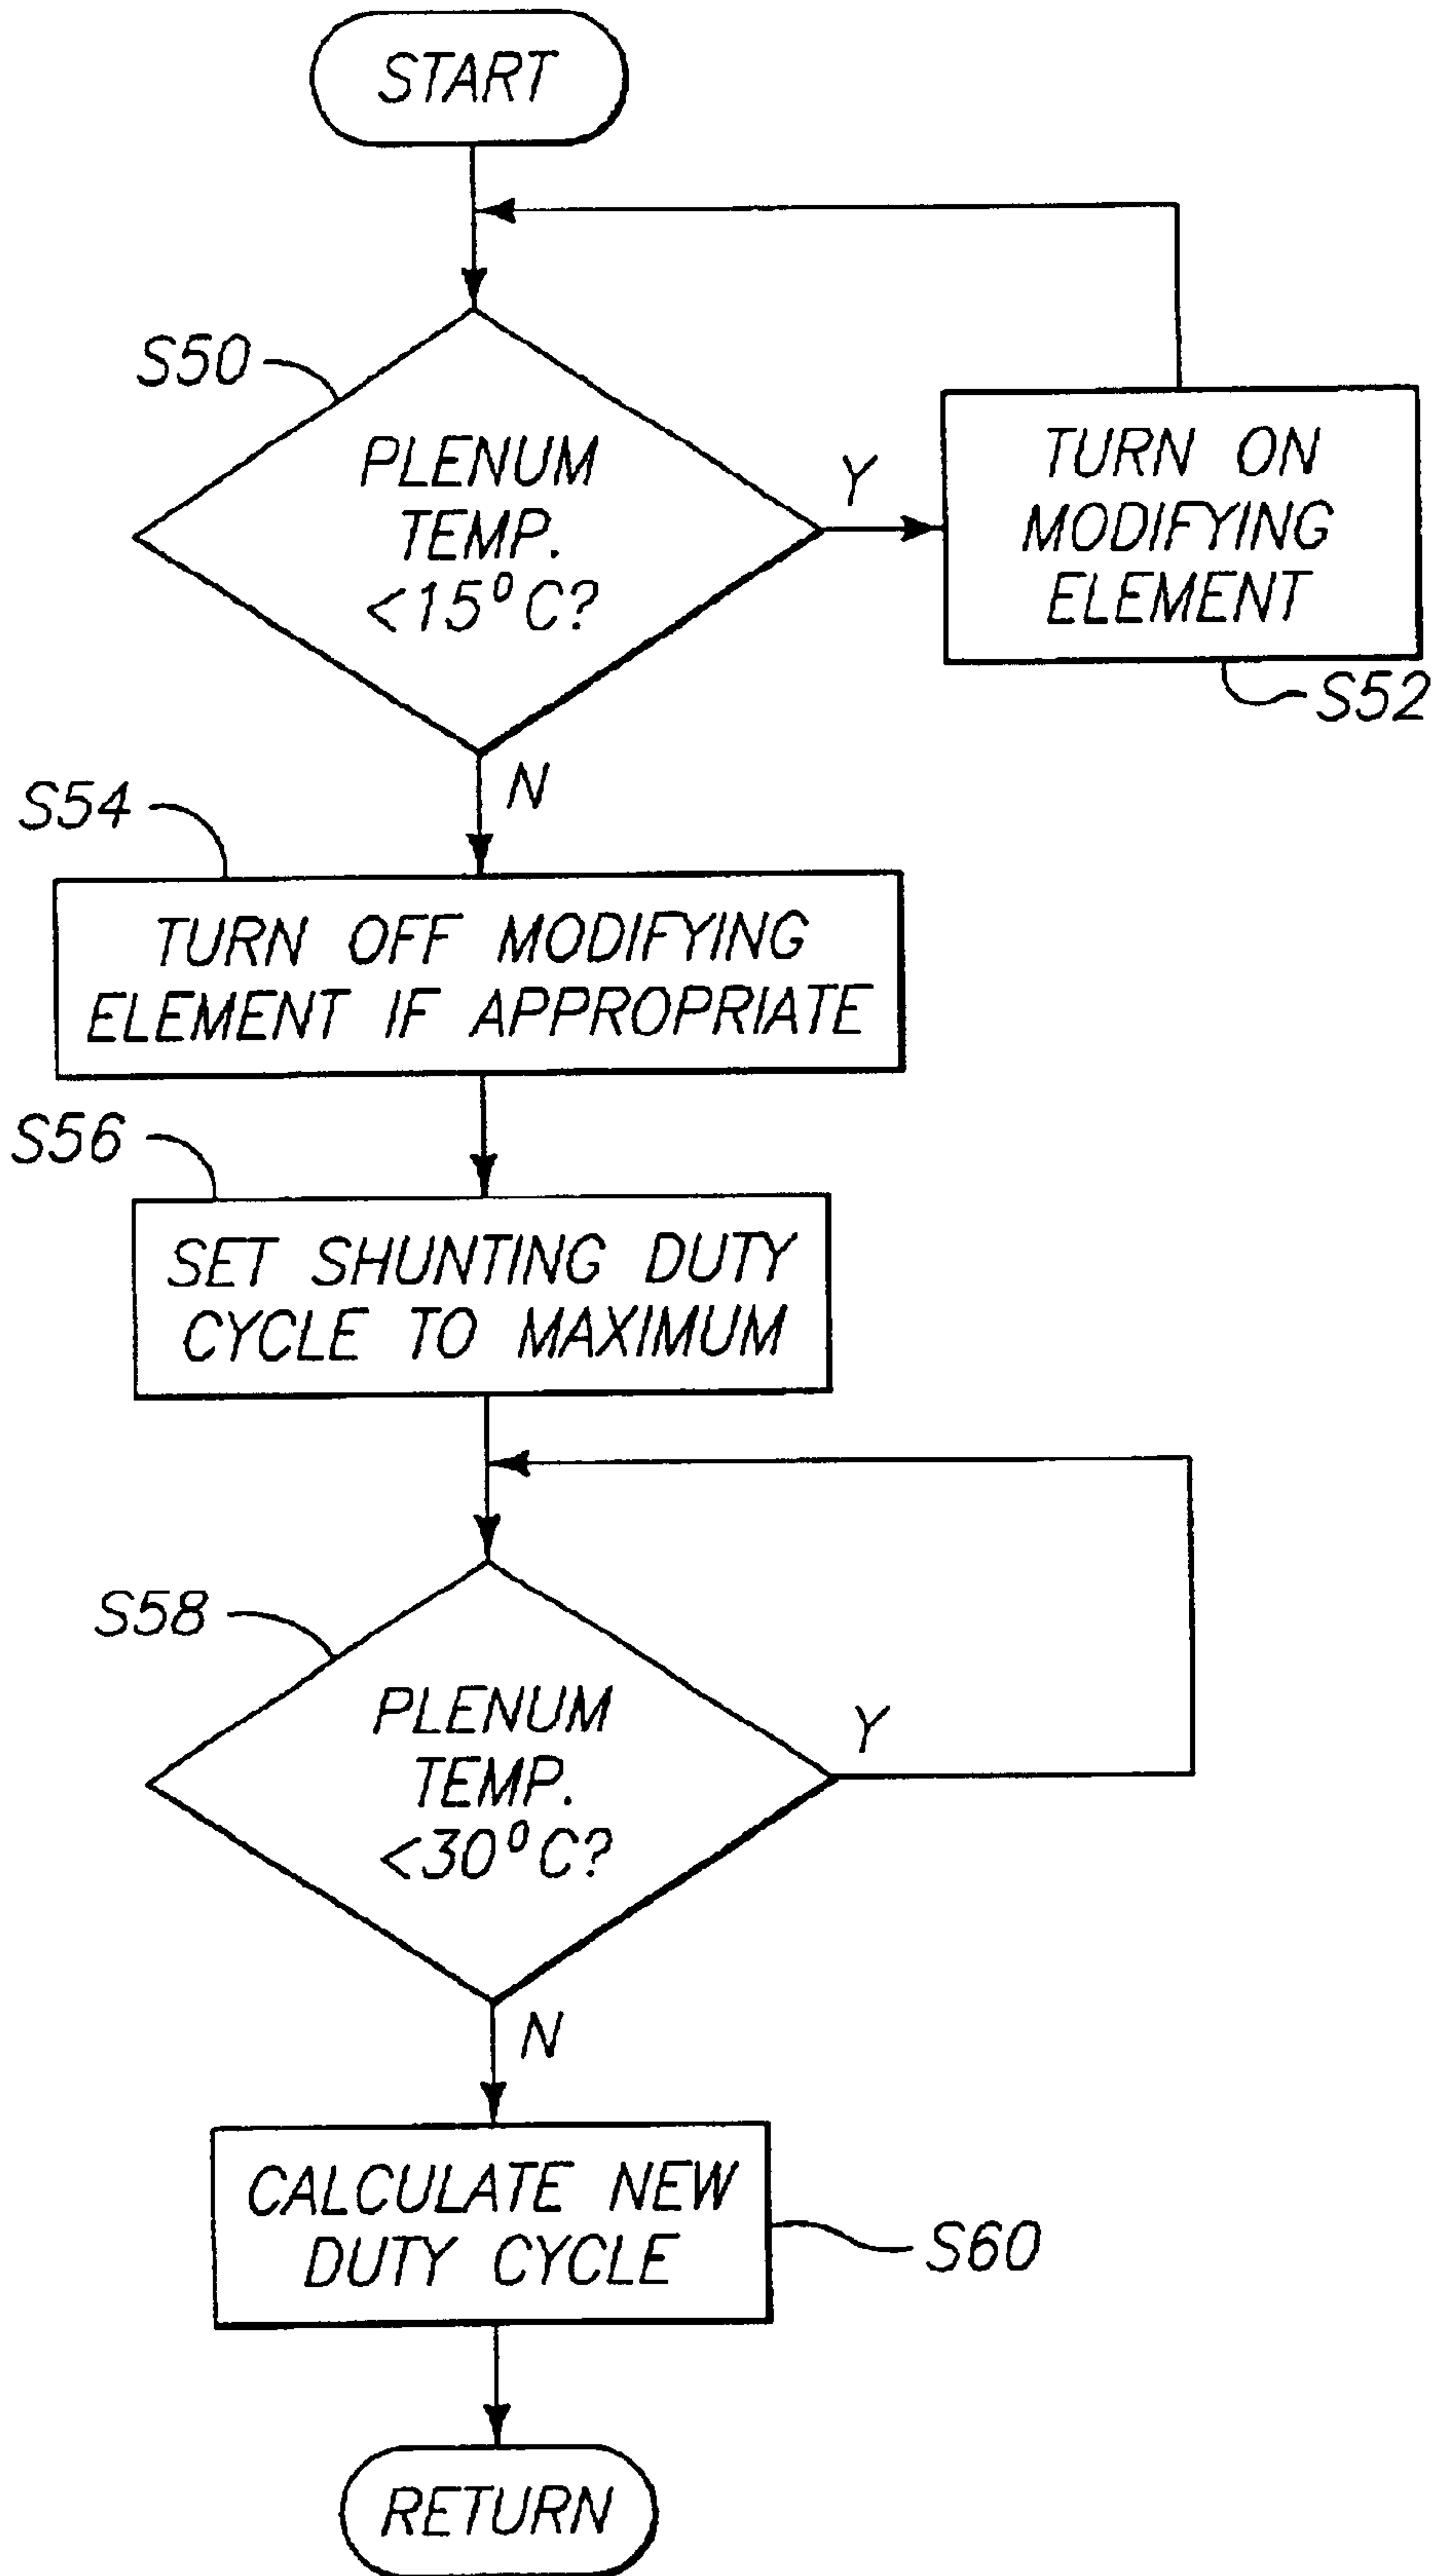 START
S50
PLENUM
TEMP.
<15°C?
Y
TURN ON
MODIFYING
ELEMENT
S52
N
S54
TURN OFF MODIFYING
ELEMENT IF APPROPRIATE
S56
SET SHUNTING DUTY
CYCLE TO MAXIMUM
S58
PLENUM
TEMP.
<30°C?
Y
N
CALCULATE NEW
DUTY CYCLE
S60
RETURN